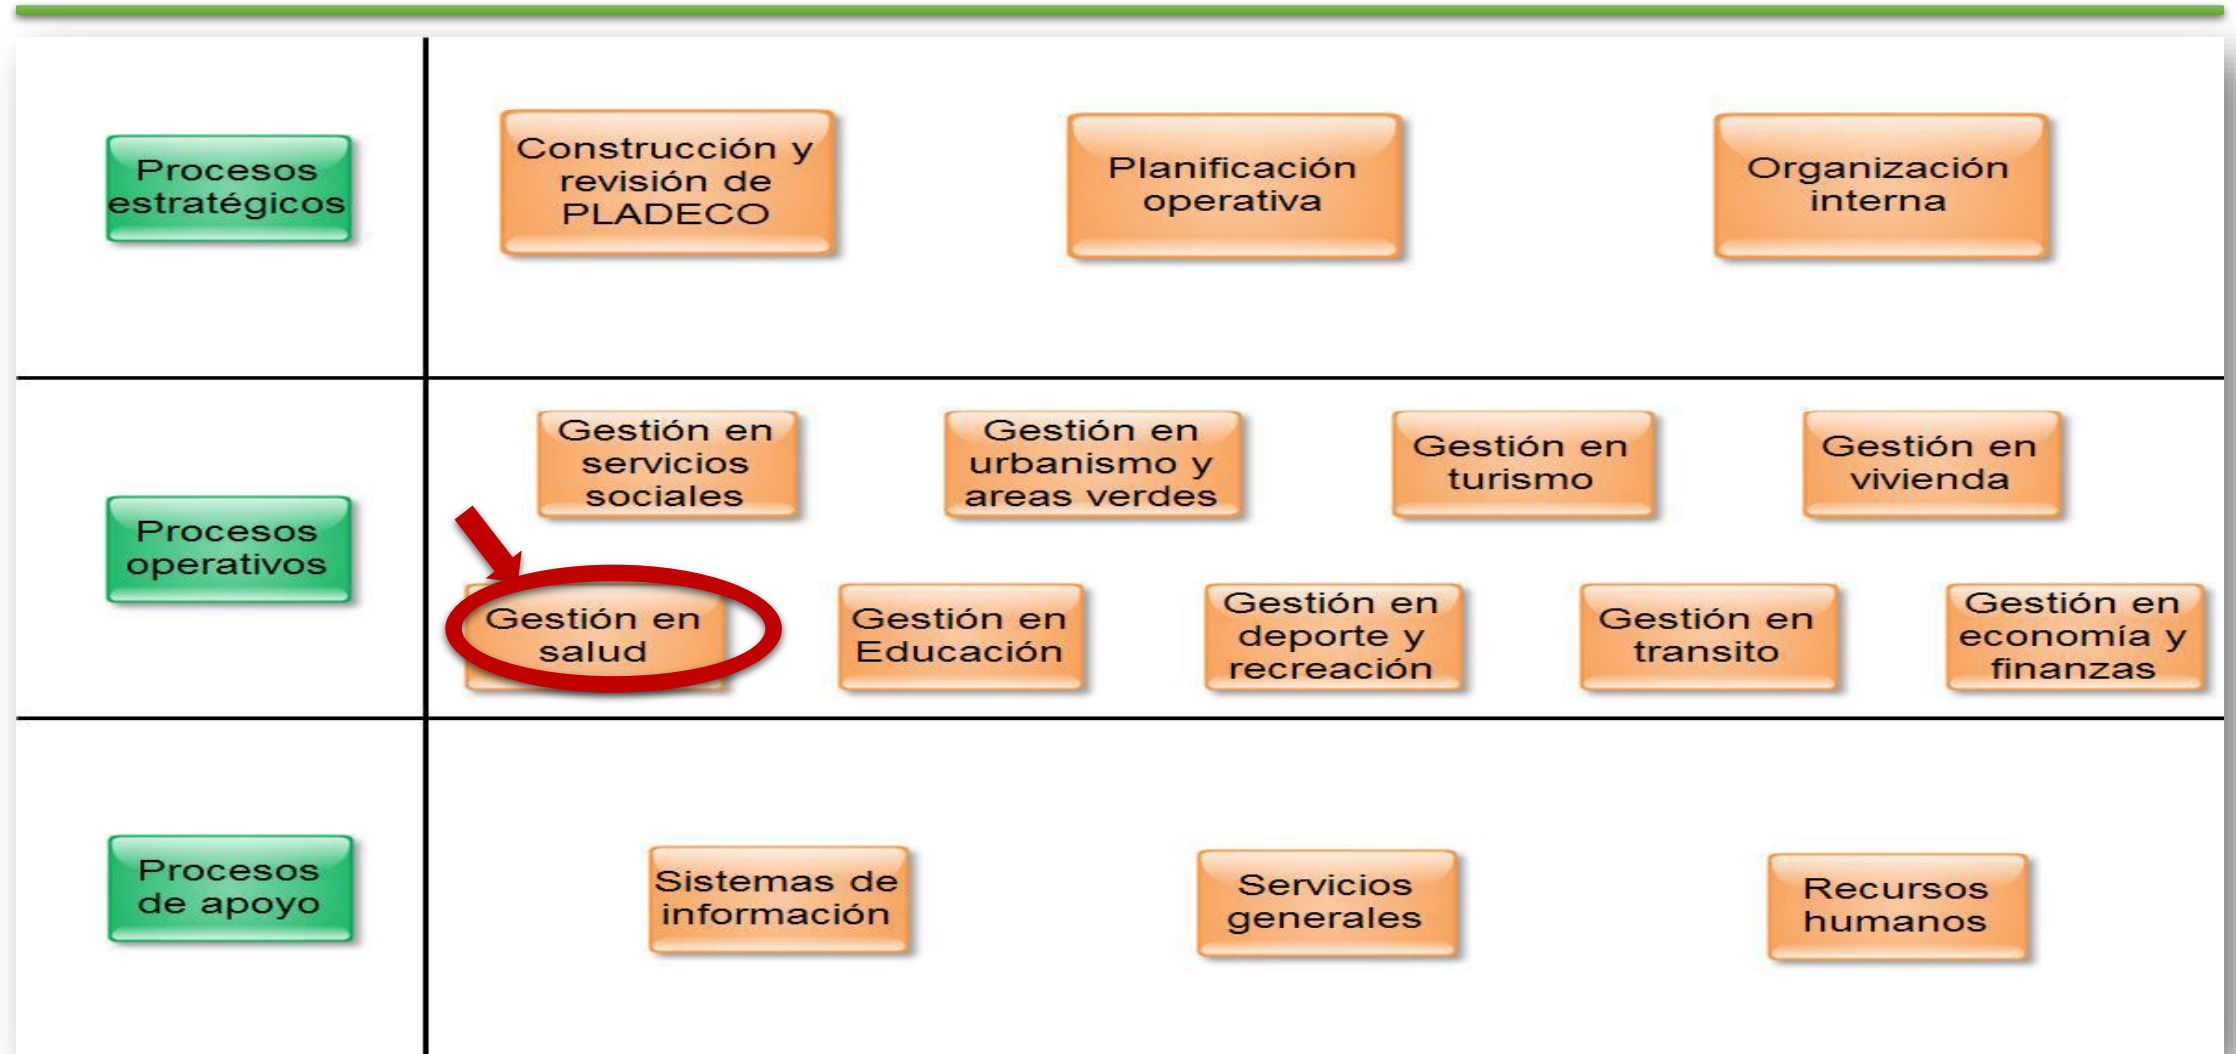 Procesos
estratégicos
Construcción y
revisión de
PLADECO
Planificación
operativa
Organización
interna
Procesos
operativos
Gestión en
servicios
sociales
Gestión en
urbanismo y
areas verdes
Gestión en
turismo
Gestión en
vivienda
Gestión en
salud
Gestión en
Educación
Gestión en
deporte y
recreación
Gestión en
transito
Gestión en
economía y
finanzas
Procesos
de apoyo
Sistemas de
información
Servicios
generales
Recursos
humanos